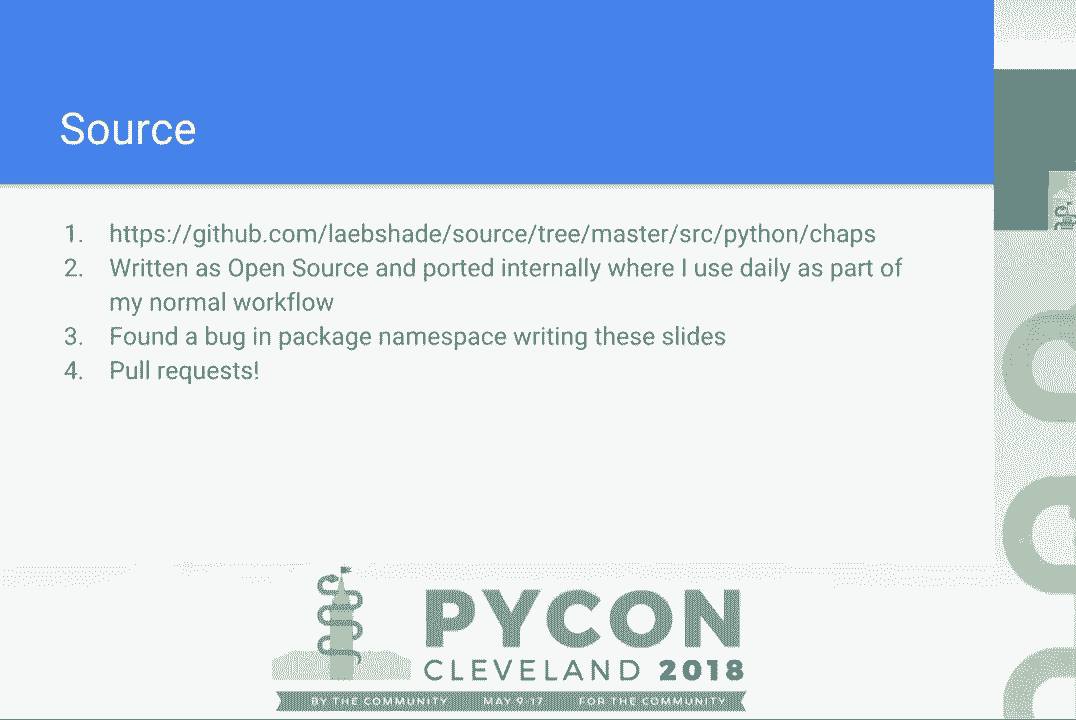 Source
1. https://github.com/laebshade/source/tree/master/src/python/chaps
2. Written as Open Source and ported internally where I use daily as part of
my normal workflow
3. Found a bug in package namespace writing these slides
4. Pull requests!
PYCON
CLEVELAND 2018
BY THE COMMUNITY MAY 9-17 FOR THE COMMUNITY